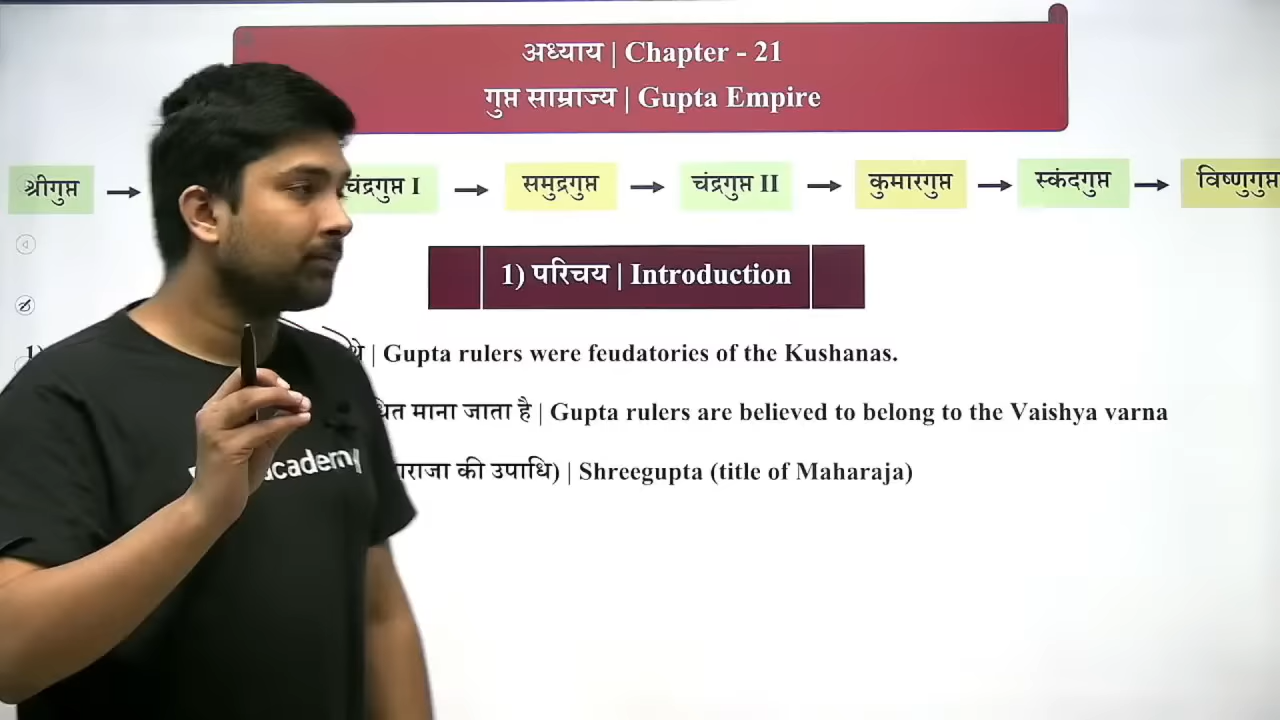 अध्याय | Chapter - 21
गुप्त साम्राज्य | Gupta Empire
श्रीगुप्त → चंद्रगुप्त I → समुद्रगुप्त → चंद्रगुप्त II → कुमारगुप्त → स्कंदगुप्त → विष्णुगुप्त
1) परिचय | Introduction
1) थे | Gupta rulers were feudatories of the Kushanas.
माना जाता है | Gupta rulers are believed to belong to the Vaishya varna
की उपाधि) | Shreegupta (title of Maharaja)
academy